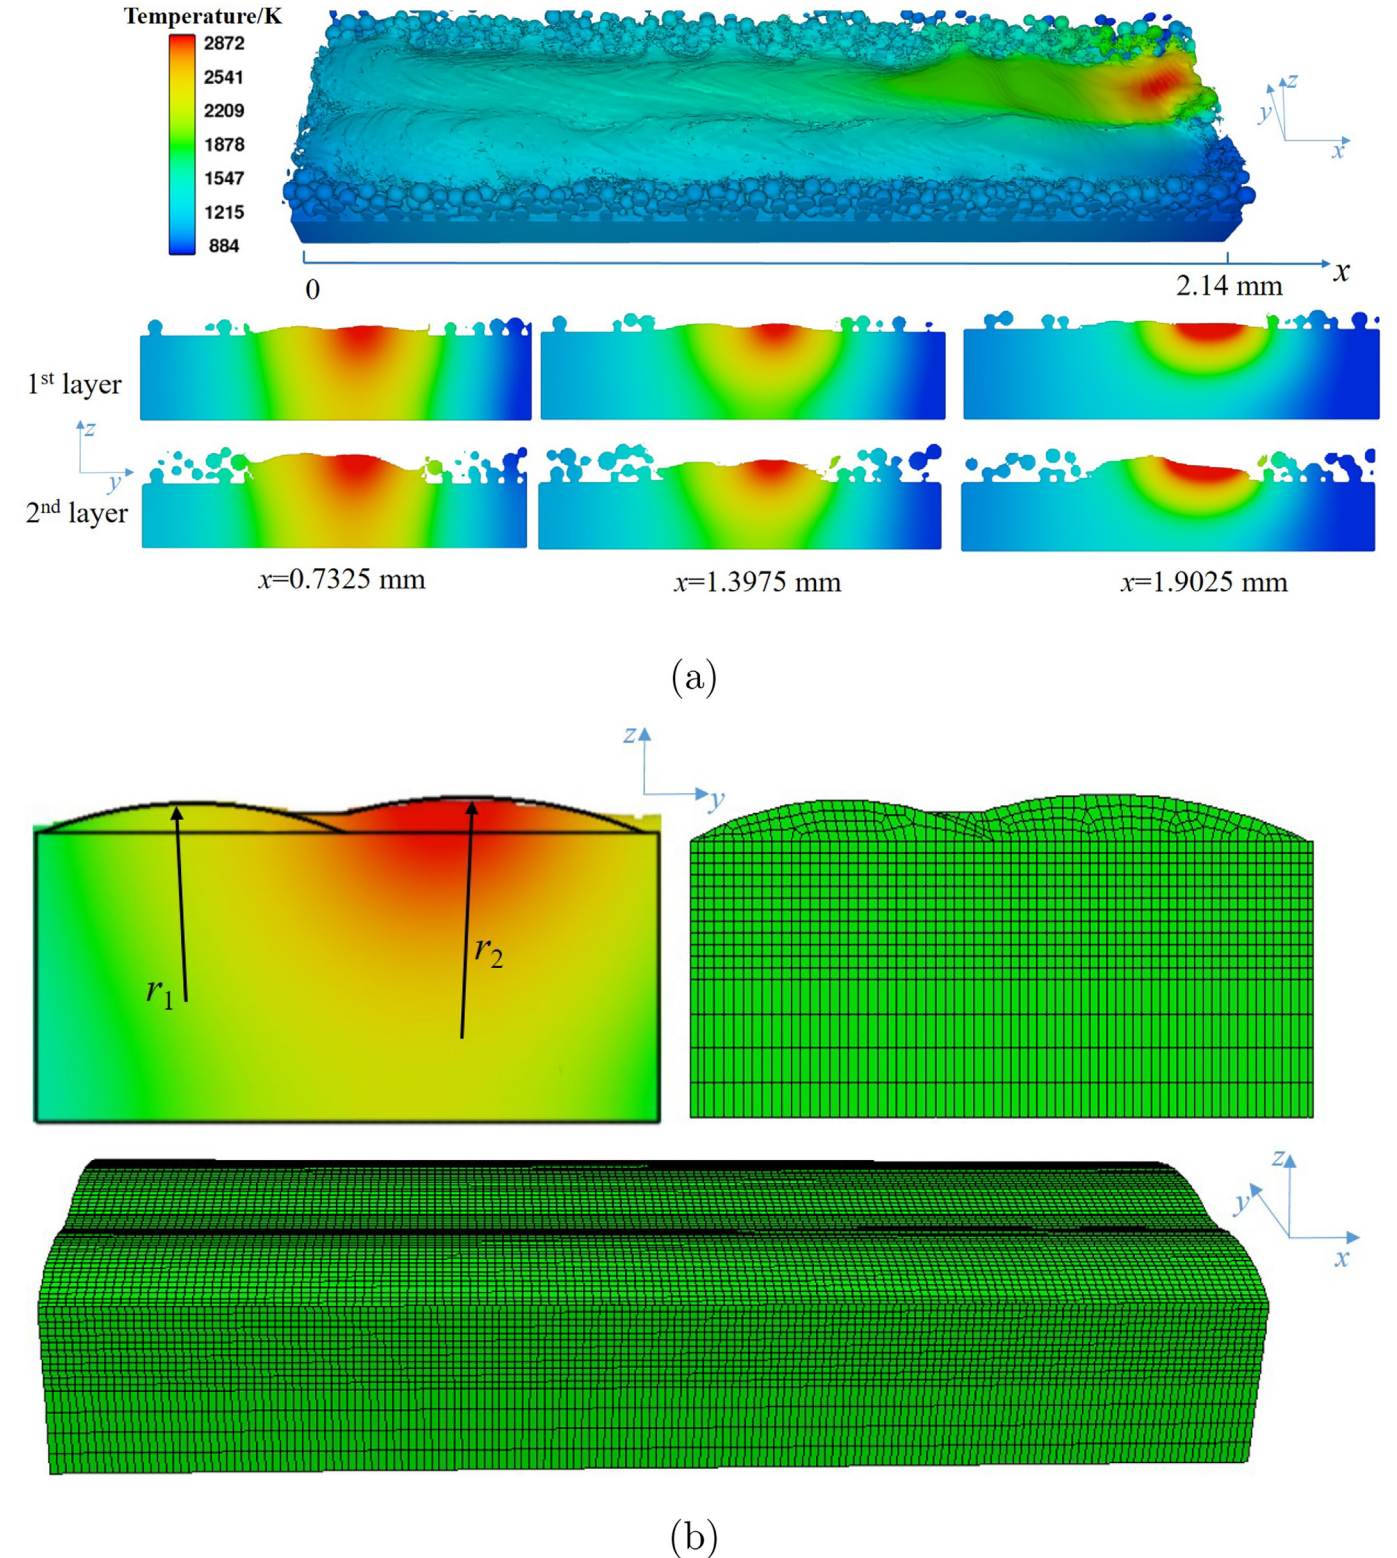 Temperature/K
2872
2541
2209
1878
1547
1215
884
z
y
x
0
2.14 mm
x
1st layer
z
y
2nd layer
x=0.7325 mm
x=1.3975 mm
x=1.9025 mm
(a)
z
y
r1
r2
z
y
x
(b)